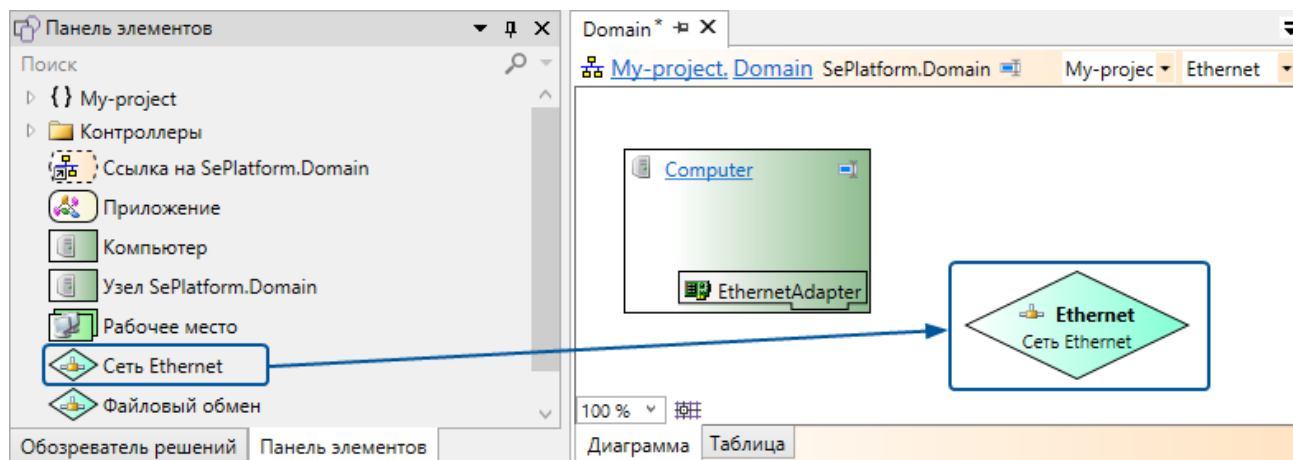 Панель элементов
Поиск
{ } My-project
Контроллеры
Ссылка на SePlatform.Domain
Приложение
Компьютер
Узел SePlatform.Domain
Рабочее место
Сеть Ethernet
Файловый обмен
Обозреватель решений Панель элементов
Domain*
My-project. Domain SePlatform.Domain My-projec Ethernet
Computer
EthernetAdapter
Ethernet
Сеть Ethernet
100 %
Диаграмма Таблица